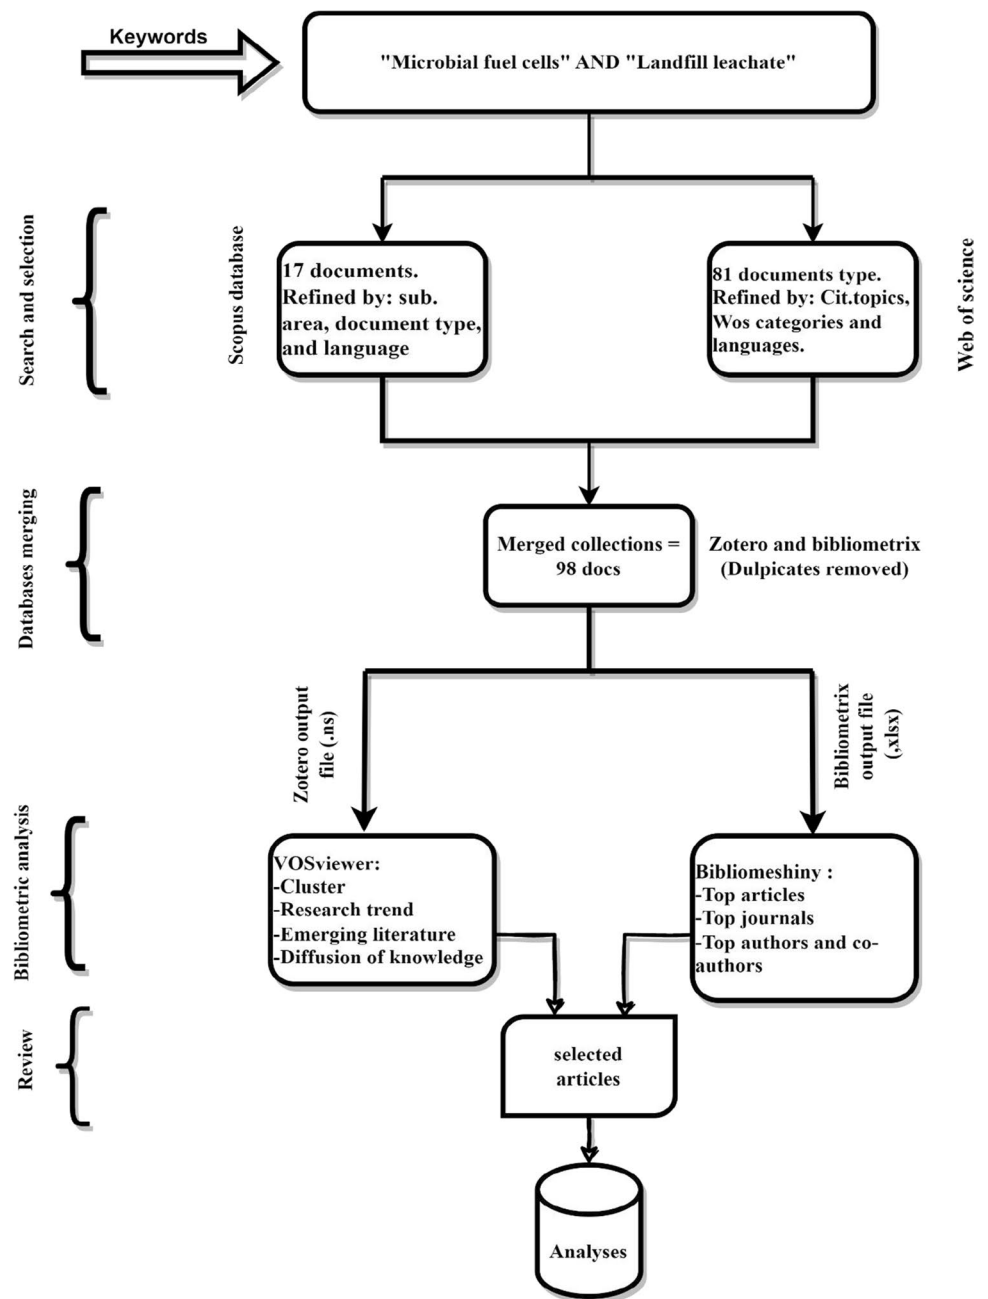 Keywords
"Microbial fuel cells" AND "Landfill leachate"
Search and selection
Scopus database
17 documents.
Refined by: sub.
area, document type,
and language
81 documents type.
Refined by: Cit.topics,
Wos categories and
languages.
Web of science
Databases merging
Merged collections =
98 docs
Zotero and bibliometrix
(Dulpicates removed)
Zotero output
file (.ns)
Bibliometrix
output file
(,xlsx)
Bibliometric analysis
VOSviewer:
-Cluster
-Research trend
-Emerging literature
-Diffusion of knowledge
Bibliomeshiny :
-Top articles
-Top journals
-Top authors and co-
authors
Review
selected
articles
Analyses